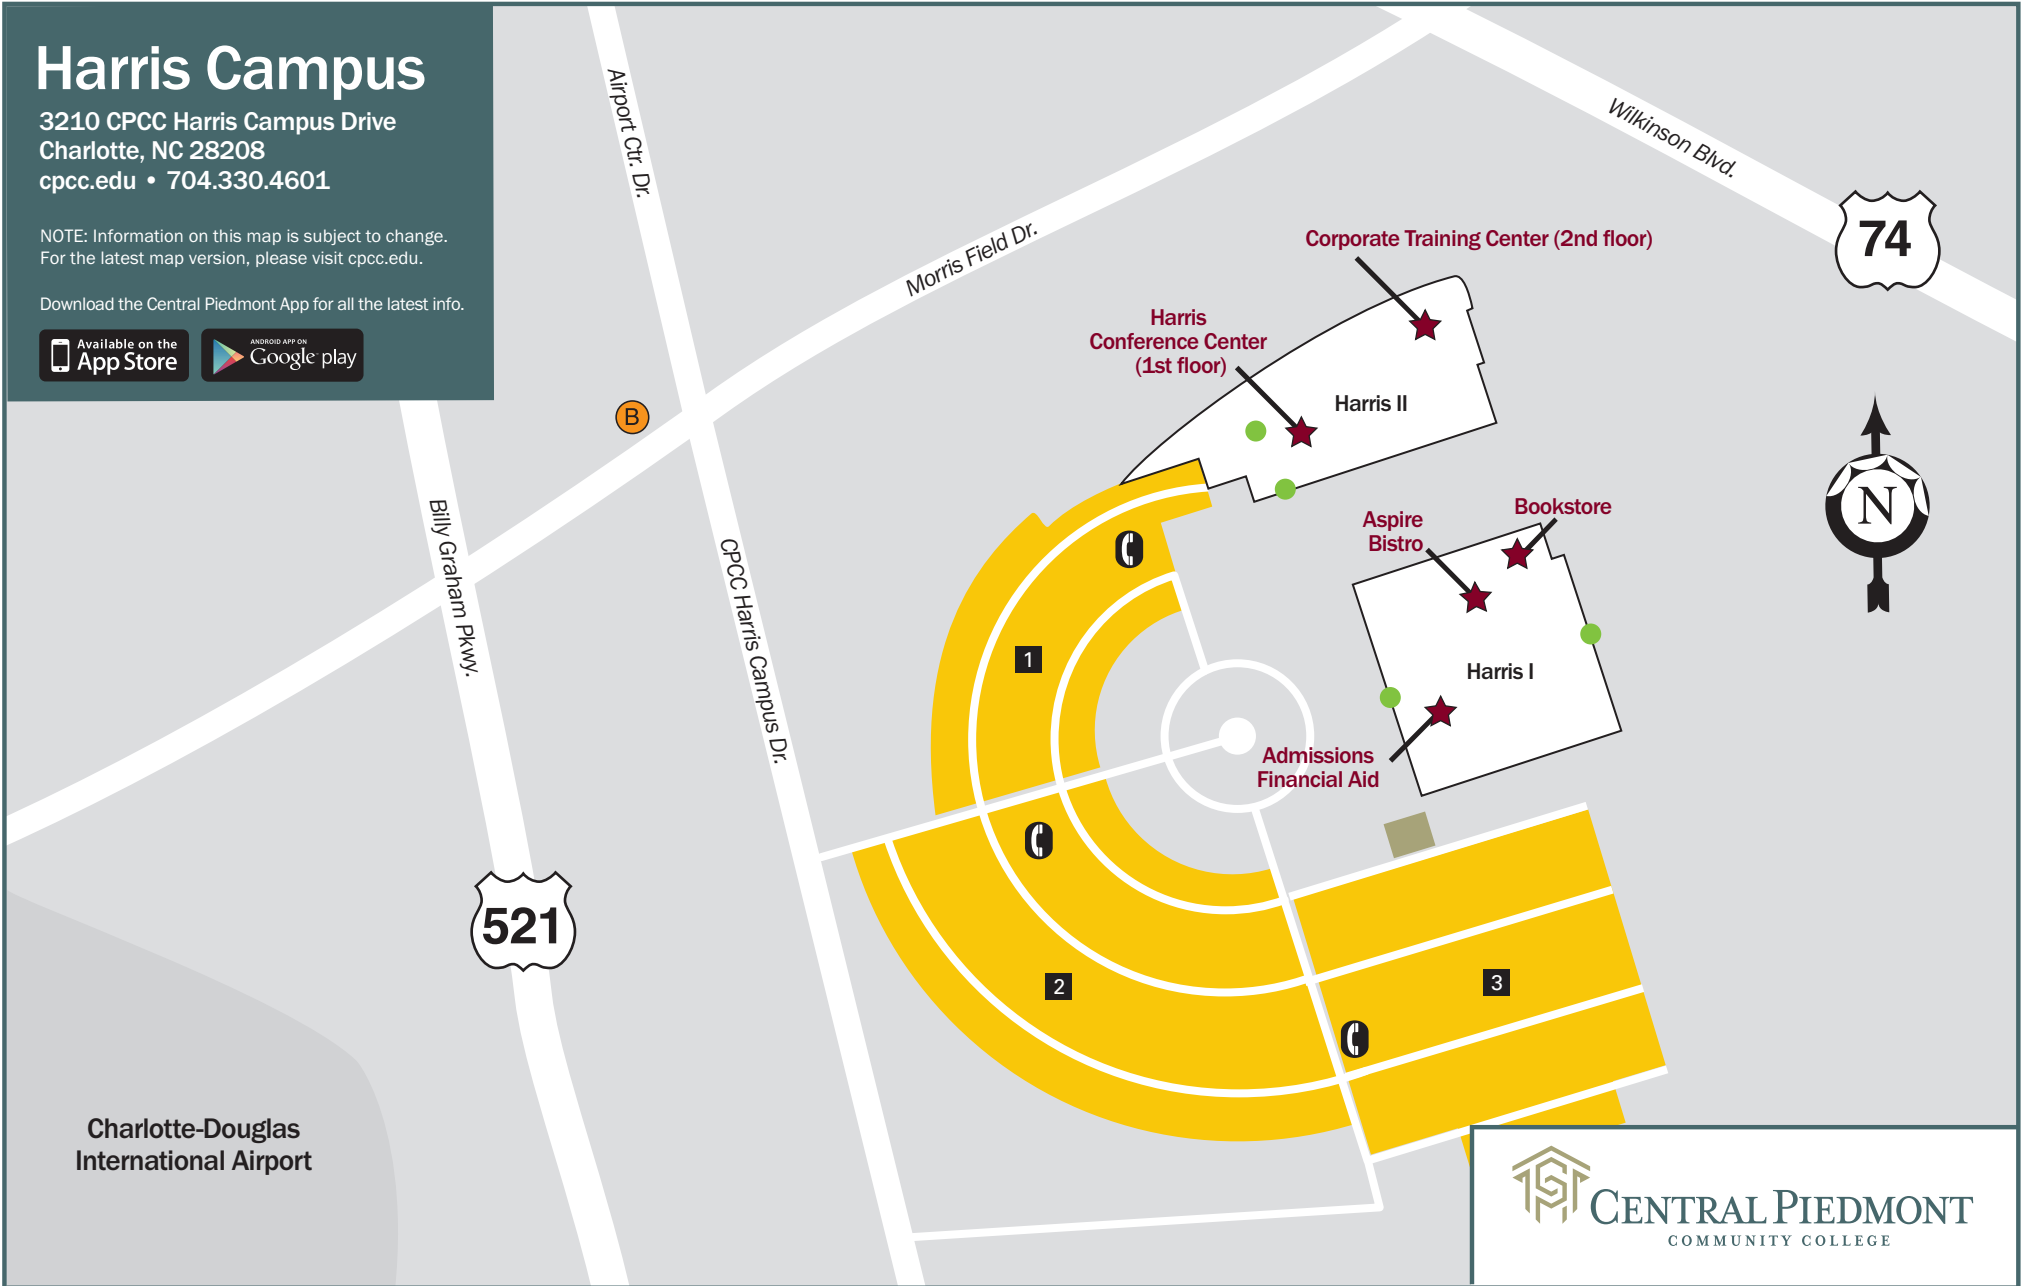 Harris Campus
3210 CPCC Harris Campus Drive
Charlotte, NC 28208
cpcc.edu • 704.330.4601
NOTE: Information on this map is subject to change.
For the latest map version, please visit cpcc.edu.
Download the Central Piedmont App for all the latest info.
Available on the
App Store
ANDROID APP ON
Google play
Airport Ctr. Dr.
Wilkinson Blvd.
74
Morris Field Dr.
Corporate Training Center (2nd floor)
Harris
Conference Center
(1st floor)
Harris II
B
Billy Graham Pkwy.
CPCC Harris Campus Dr.
Aspire
Bistro
Bookstore
N
1
Harris I
Admissions
Financial Aid
521
2
3
Charlotte-Douglas
International Airport
CENTRAL PIEDMONT
COMMUNITY COLLEGE